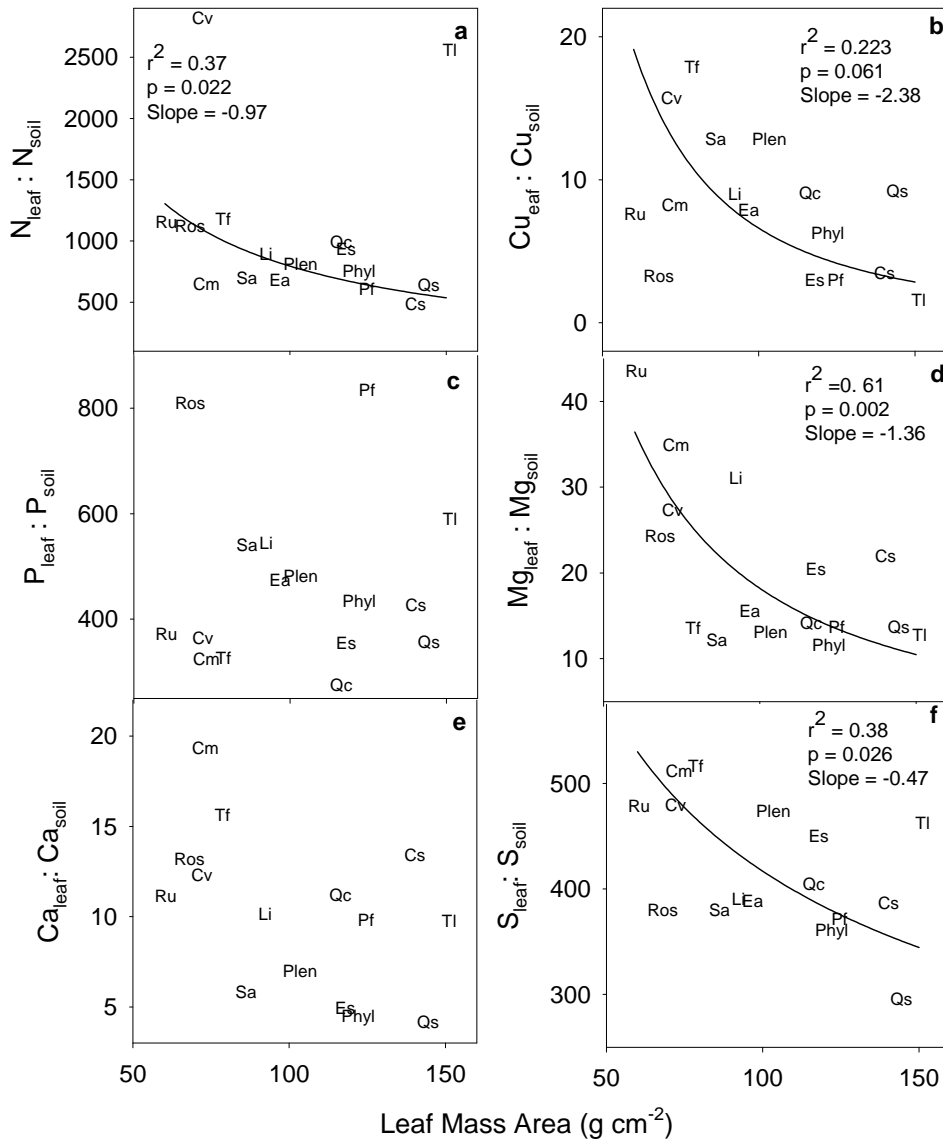 a
Cv
Tl
r2 = 0.37
p = 0.022
Slope = -0.97
2500
2000
1500
1000
500
Nleaf : Nsoil
Ru
Ros
Tf
Cm
Sa
Li
Ea
Plen
Qc
Es
Phyl
Pf
Qs
Cs
b
r2 = 0.223
p = 0.061
Slope = -2.38
20
10
0
Cueaf : Cusoil
Tf
Cv
Sa
Plen
Ru
Cm
Li
Ea
Qc
Qs
Ros
Phyl
Es
Pf
Cs
Tl
c
800
600
400
Pleaf : Psoil
Ros
Pf
Tl
Sa
Li
Ea
Plen
Phyl
Cs
Ru
Cv
Cm
Tf
Es
Qs
Qc
d
r2 =0. 61
p = 0.002
Slope = -1.36
40
30
20
10
Mgleaf : Mgsoil
Ru
Cm
Li
Cv
Ros
Cs
Es
Ea
Tf
Sa
Plen
Qc
Pf
Phyl
Qs
Tl
e
20
15
10
5
Caleaf: Casoil
Cm
Tf
Ros
Cv
Ru
Li
Qc
Pf
Cs
Tl
Plen
Sa
Es
Phyl
Qs
50
100
150
f
r2 = 0.38
p = 0.026
Slope = -0.47
500
400
300
Sleaf: Ssoil
Cm
Tf
Ru
Cv
Plen
Es
Tl
Ros
Sa
Li
Ea
Qc
Cs
Pf
Phyl
Qs
50
100
150
Leaf Mass Area (g cm-2)